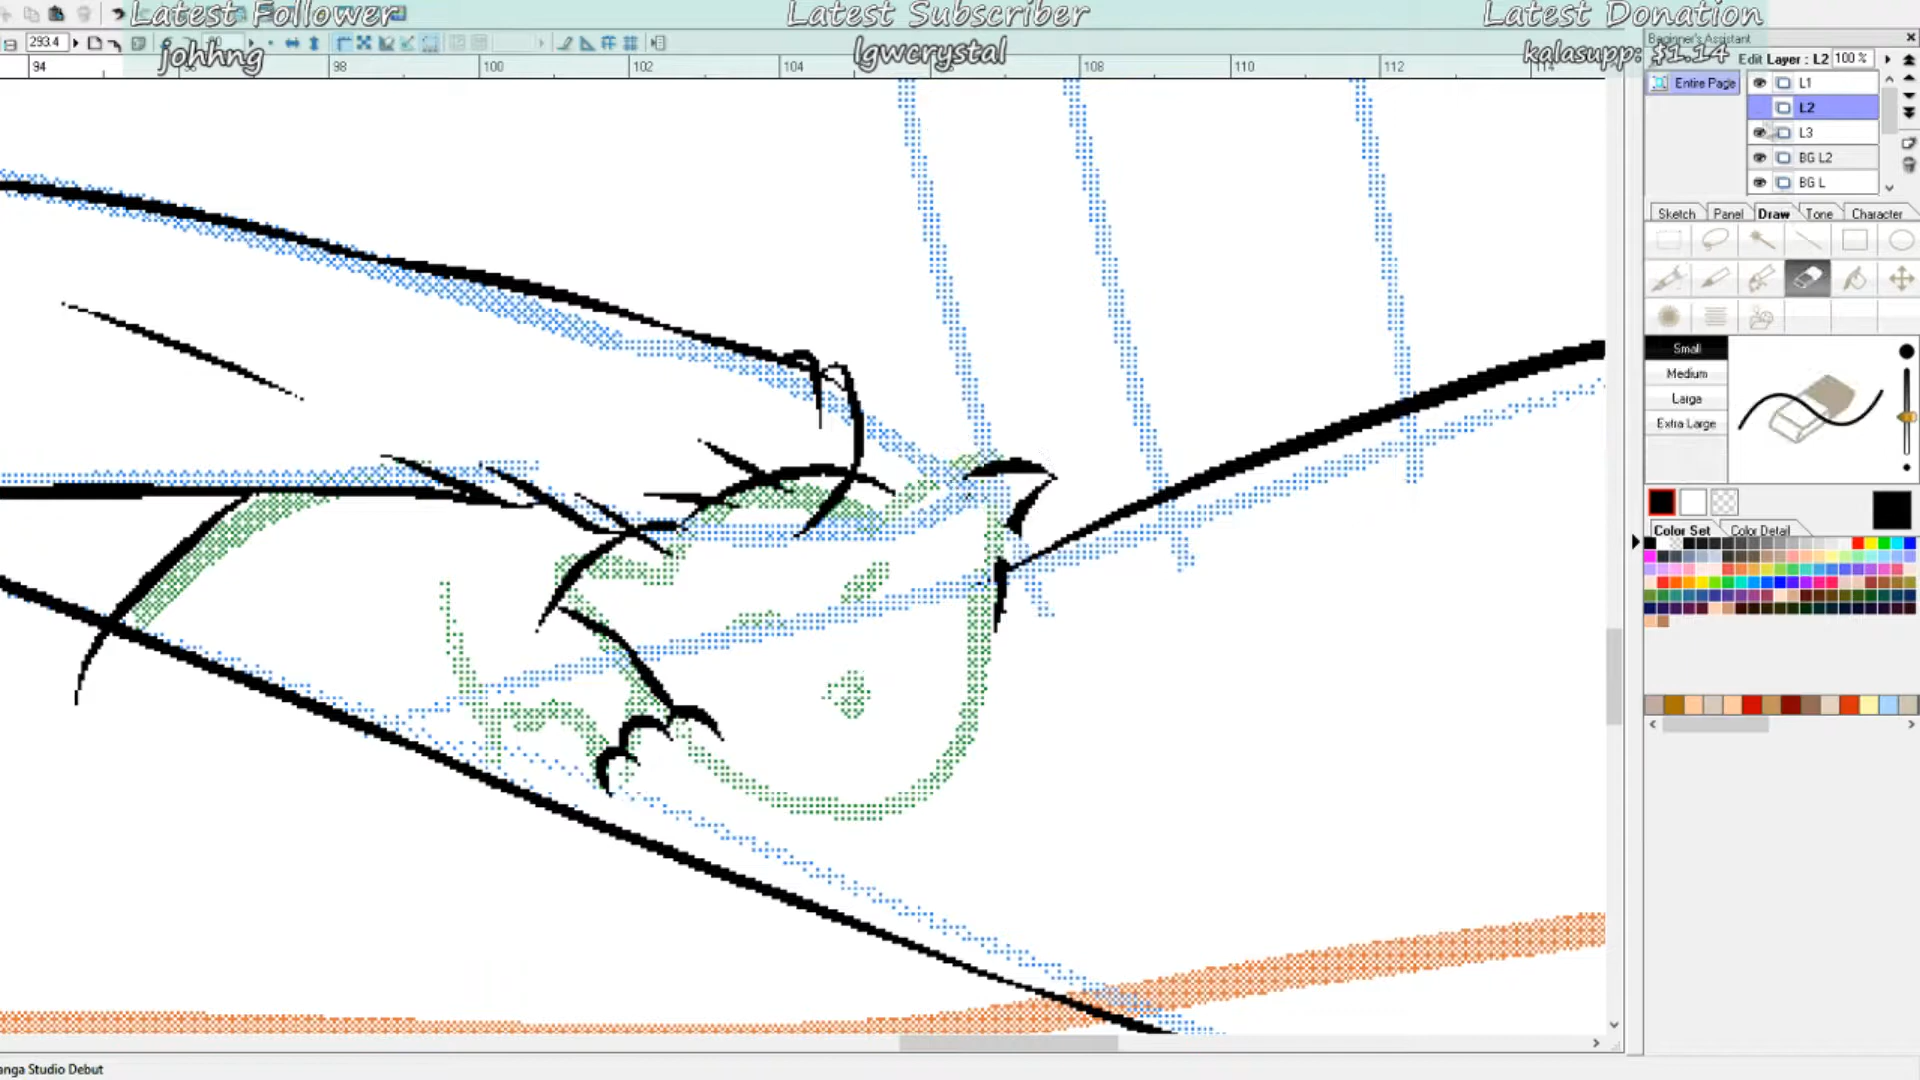 Latest Follower
johhng
Latest Subscriber
lgwcrystal
Latest Donation
kalasupp: $1.14
Beginner's Assistant
293.4
94 98 100 102 104 108 110 112 114
Edit Layer : L2 100 %
Entire Page
L1
L2
L3
BG L2
BG L
Sketch Panel Draw Tone Character
Small
Medium
Large
Extra Large
Color Set Color Detail
anga Studio Debut